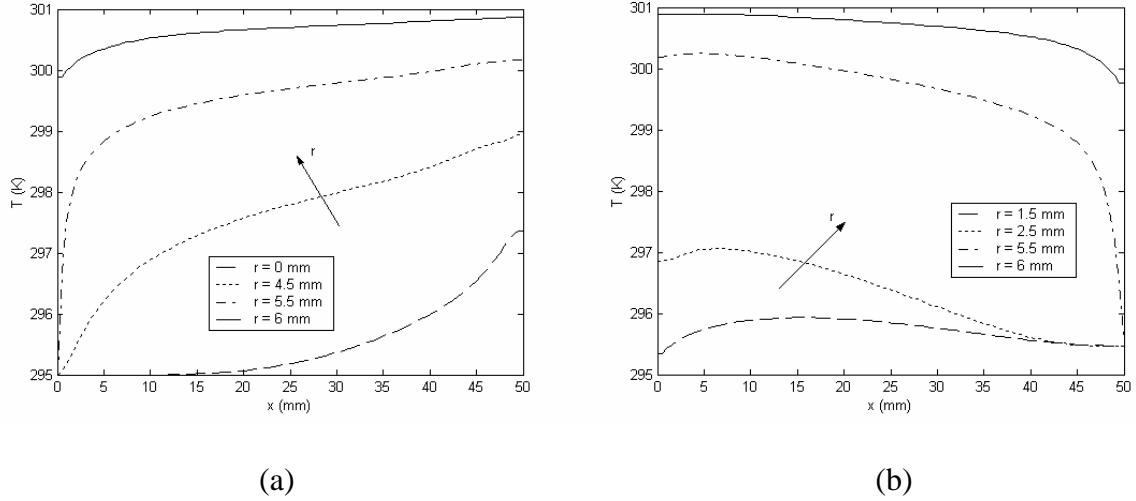 301
300
299
298
297
296
295
T (K)
r
r = 0 mm
r = 4.5 mm
r = 5.5 mm
r = 6 mm
0 5 10 15 20 25 30 35 40 45 50
x (mm)
(a)
301
300
299
298
297
296
295
T (K)
r
r = 1.5 mm
r = 2.5 mm
r = 5.5 mm
r = 6 mm
0 5 10 15 20 25 30 35 40 45 50
x (mm)
(b)